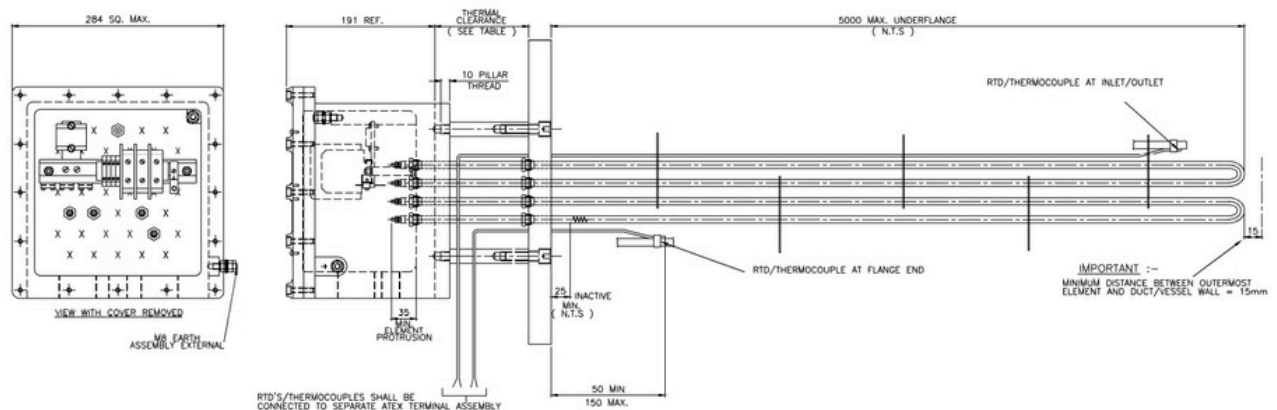 284 SQ. MAX.
191 REF.
THERMAL
CLEARANCE
( SEE TABLE )
5000 MAX. UNDERFLANGE
( N.T.S )
10 PILLAR
THREAD
RTD/THERMOCOUPLE AT INLET/OUTLET
15
RTD/THERMOCOUPLE AT FLANGE END
IMPORTANT :-
MINIMUM DISTANCE BETWEEN OUTERMOST
ELEMENT AND DUCT/VESSEL WALL = 15mm
25 INACTIVE
MIN.
( N.T.S )
35
MIN.
ELEMENT
PROTRUSION
VIEW WITH COVER REMOVED
M8 EARTH
ASSEMBLY EXTERNAL
50 MIN
150 MAX.
RTD'S/THERMOCOUPLES SHALL BE
CONNECTED TO SEPARATE ATEX TERMINAL ASSEMBLY